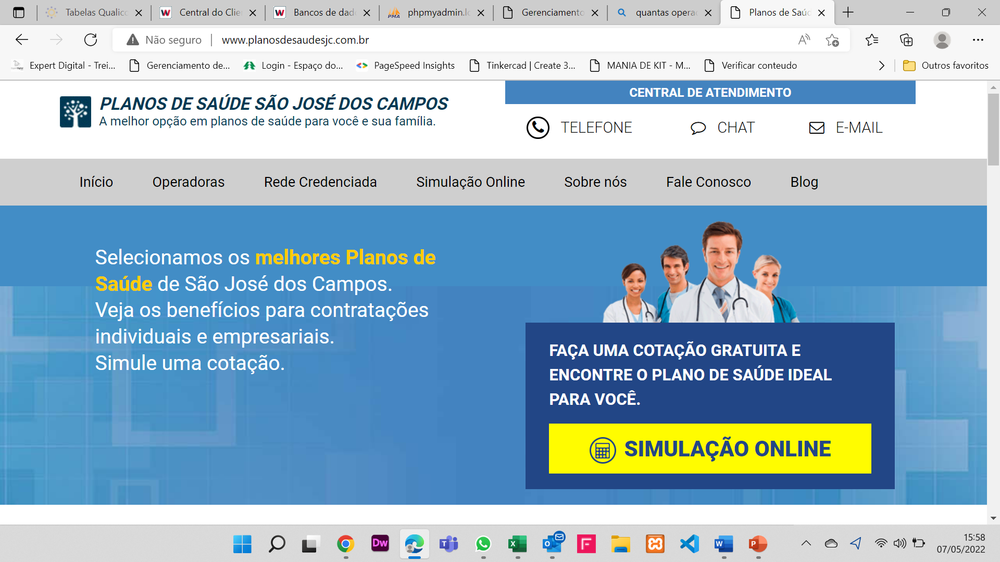 Tabelas Qualic
Central do Clie
Bancos de dad
phpmyadmin.lo
Gerenciamento
quantas opera
Planos de Saúd
Não seguro
www.planosdesaudesjc.com.br
Expert Digital - Trei...
Gerenciamento de...
Login - Espaço do...
PageSpeed Insights
Tinkercad | Create 3...
MANIA DE KIT - M...
Verificar conteudo
Outros favoritos
PLANOS DE SAÚDE SÃO JOSÉ DOS CAMPOS
A melhor opção em planos de saúde para você e sua família.
CENTRAL DE ATENDIMENTO
TELEFONE
CHAT
E-MAIL
Início
Operadoras
Rede Credenciada
Simulação Online
Sobre nós
Fale Conosco
Blog
Selecionamos os melhores Planos de
Saúde de São José dos Campos.
Veja os benefícios para contratações
individuais e empresariais.
Simule uma cotação.
FAÇA UMA COTAÇÃO GRATUITA E
ENCONTRE O PLANO DE SAÚDE IDEAL
PARA VOCÊ.
SIMULAÇÃO ONLINE
15:58
07/05/2022